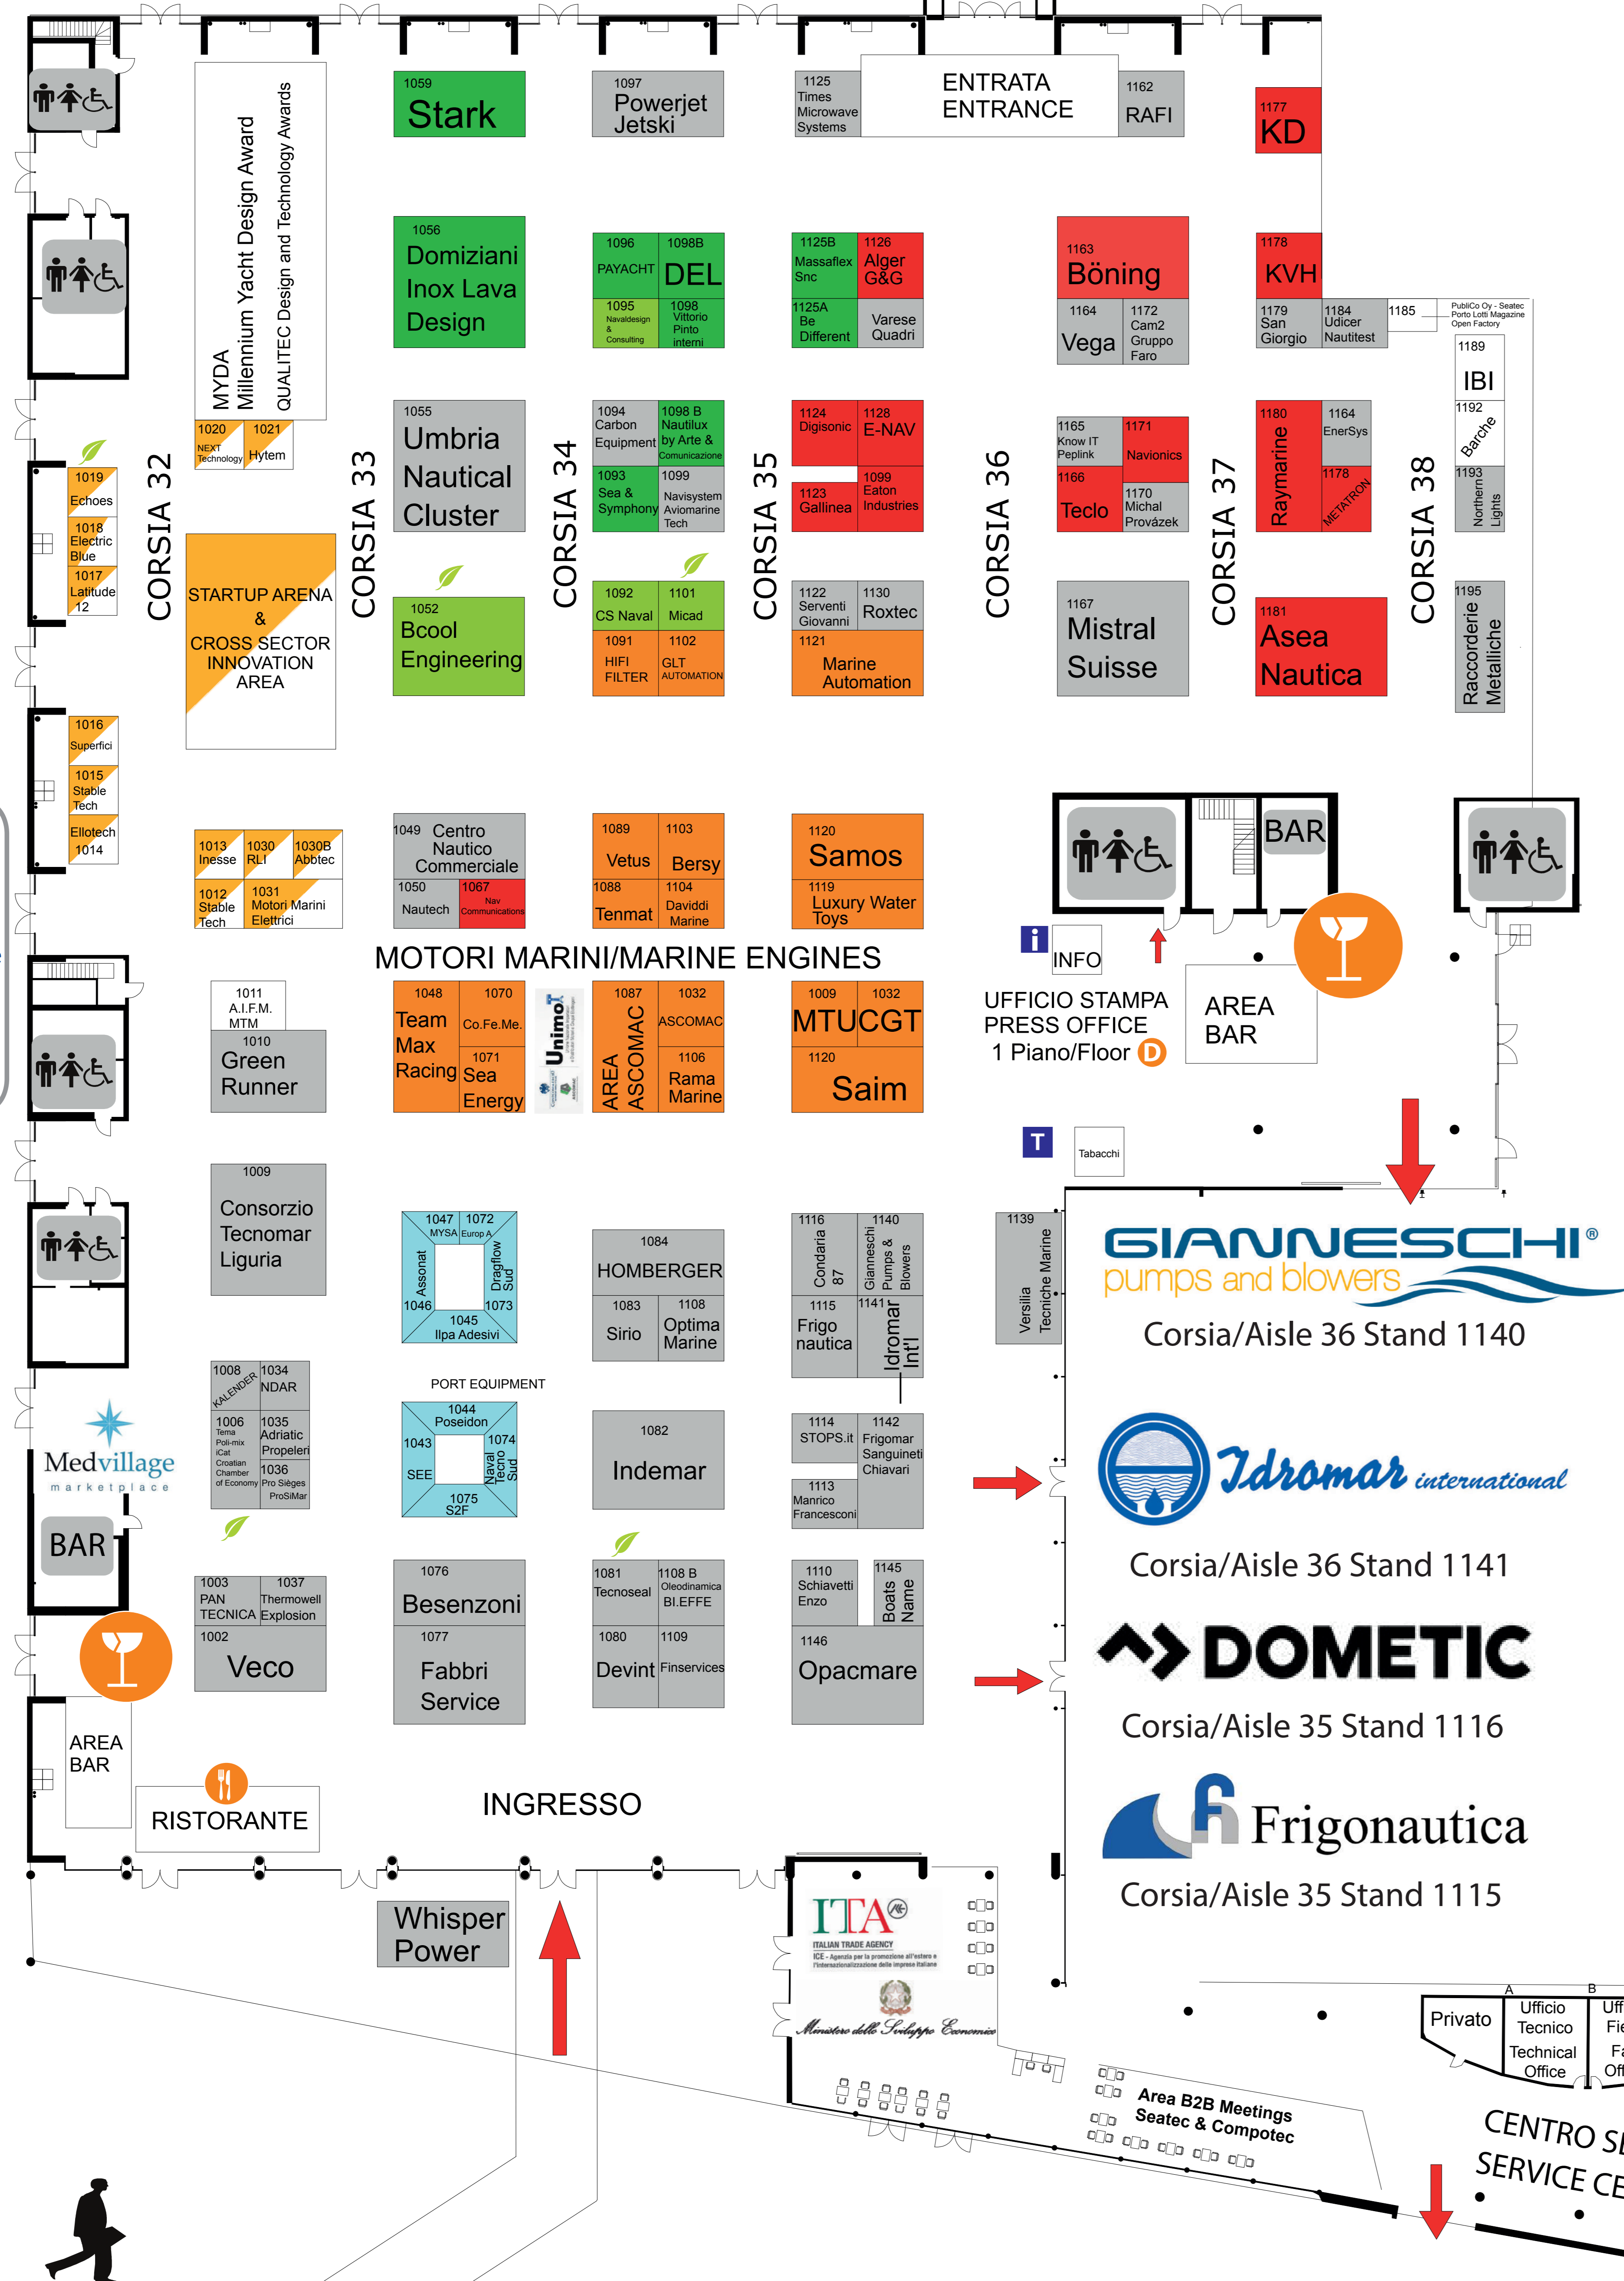 1059
Stark
1097
Powerjet
Jetski
1125
Times
Microwave
Systems
ENTRATA
ENTRANCE
1162
RAFI
1177
KD
MYDA
Millennium Yacht Design Award
QUALITEC Design and Technology Awards
1056
Domiziani
Inox Lava
Design
1096
PAYACHT
1098B
DEL
1095
Navaldesign
&
Consulting
1098
Vittorio
Pinto
interni
1125B
Massaflex
Snc
1126
Alger
G&G
1125A
Be
Different
Varese
Quadri
1163
Böning
1164
Vega
1172
Cam2
Gruppo
Faro
1178
KVH
1179
San
Giorgio
1184
Udicer
Nautitest
1185
PubliCo Oy - Seatec
Porto Lotti Magazine
Open Factory
1189
IBI
1192
Barche
1193
Northern
Lights
1020
NEXT
Technology
1021
Hytem
1055
Umbria
Nautical
Cluster
1094
Carbon
Equipment
1098 B
Nautilux
by Arte &
Comunicazione
1093
Sea &
Symphony
1099
Navisystem
Aviomarine
Tech
1124
Digisonic
1128
E-NAV
1123
Gallinea
1099
Eaton
Industries
1165
Know IT
Peplink
1171
Navionics
1166
Teclo
1170
Michal
Provázek
1180
Raymarine
1164
EnerSys
1178
METATRON
CORSIA 32
CORSIA 33
CORSIA 34
CORSIA 35
CORSIA 36
CORSIA 37
CORSIA 38
1019
Echoes
1018
Electric
Blue
1017
Latitude
12
STARTUP ARENA
&
CROSS SECTOR
INNOVATION
AREA
1052
Bcool
Engineering
1092
CS Naval
1101
Micad
1091
HIFI
FILTER
1102
GLT
AUTOMATION
1122
Serventi
Giovanni
1130
Roxtec
1121
Marine
Automation
1167
Mistral
Suisse
1181
Asea
Nautica
1195
Raccorderie
Metalliche
1016
Superfici
1015
Stable
Tech
Ellotech
1014
1013
Inesse
1030
RLI
1030B
Abbtec
1012
Stable
Tech
1031
Motori Marini
Elettrici
1049
Centro
Nautico
Commerciale
1050
Nautech
1067
Nav
Communications
1089
Vetus
1103
Bersy
1088
Tenmat
1104
Daviddi
Marine
1120
Samos
1119
Luxury Water
Toys
BAR
MOTORI MARINI/MARINE ENGINES
i
INFO
UFFICIO STAMPA
PRESS OFFICE
1 Piano/Floor D
AREA
BAR
1011
A.I.F.M.
MTM
1010
Green
Runner
1048
Team
Max
Racing
1070
Co.Fe.Me.
1071
Sea
Energy
Unimot
1087
AREA
ASCOMAC
1032
ASCOMAC
1106
Rama
Marine
1009
MTU
1032
CGT
1120
Saim
T
Tabacchi
1009
Consorzio
Tecnomar
Liguria
1047
MYSA
1072
Europ A
Assonat
1046
Dragflow
Sud
1073
1045
Ilpa Adesivi
1084
HOMBERGER
1083
Sirio
1108
Optima
Marine
1116
Condaria
87
1140
Gianneschi
Pumps &
Blowers
1115
Frigo
nautica
1141
Idromar
Int'l
1139
Versilia
Tecniche Marine
GIANNESCHI®
pumps and blowers
Corsia/Aisle 36 Stand 1140
PORT EQUIPMENT
1008
KALENDER
1034
NDAR
1006
Tema
Poli-mix
iCat
Croatian
Chamber
of Economy
1035
Adriatic
Propeleri
1036
Pro Sièges
ProSiMar
1044
Poseidon
1043
SEE
1074
Naval
Tecno
Sud
1075
S2F
1082
Indemar
1114
STOPS.it
1142
Frigomar
Sanguineti
Chiavari
1113
Manrico
Francesconi
Idromar international
Corsia/Aisle 36 Stand 1141
Medvillage
marketplace
BAR
1003
PAN
TECNICA
1037
Thermowell
Explosion
1002
Veco
1076
Besenzoni
1077
Fabbri
Service
1081
Tecnoseal
1108 B
Oleodinamica
BI.EFFE
1080
Devint
1109
Finservices
1110
Schiavetti
Enzo
1145
Boats
Name
1146
Opacmare
DOMETIC
Corsia/Aisle 35 Stand 1116
AREA
BAR
RISTORANTE
INGRESSO
Frigonautica
Corsia/Aisle 35 Stand 1115
Whisper
Power
ITA
ITALIAN TRADE AGENCY
ICE - Agenzia per la promozione all'estero e
l'internazionalizzazione delle imprese italiane
Ministero dello Sviluppo Economico
Area B2B Meetings
Seatec & Compotec
Privato
A
Ufficio
Tecnico
Technical
Office
B
CENTRO
SERVICE